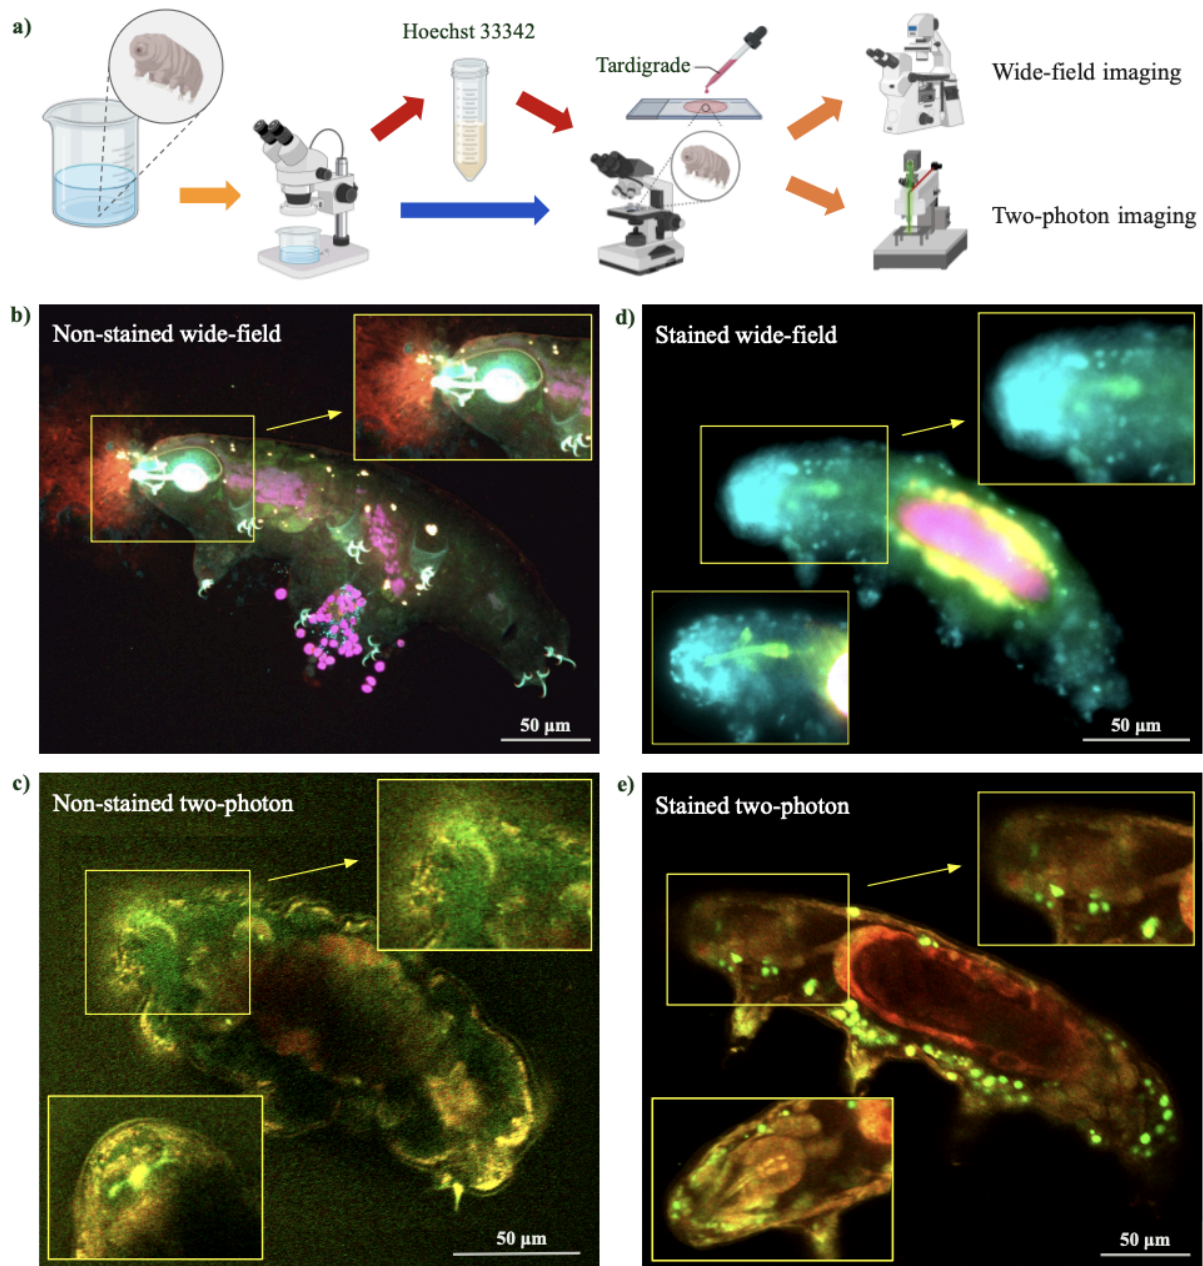 a)
Hoechst 33342
Tardigrade
Wide-field imaging
Two-photon imaging
b)
Non-stained wide-field
50 µm
d)
Stained wide-field
50 µm
c)
Non-stained two-photon
50 µm
e)
Stained two-photon
50 µm